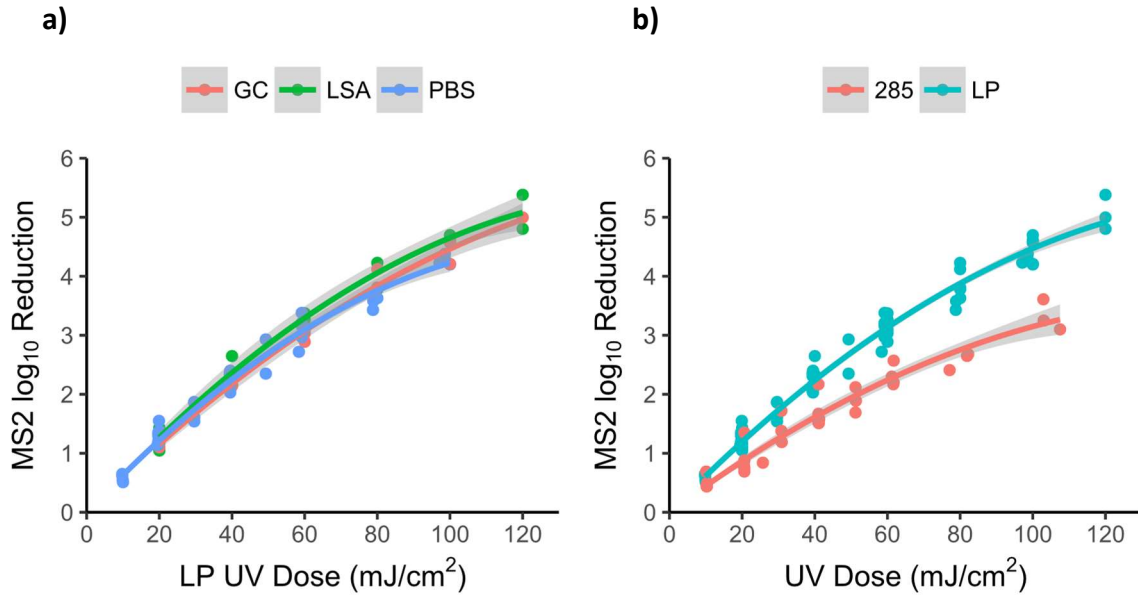 a)
GC LSA PBS
6
5
4
3
2
1
0
MS2 log10 Reduction
0 20 40 60 80 100 120
LP UV Dose (mJ/cm²)
b)
285 LP
6
5
4
3
2
1
0
MS2 log10 Reduction
0 20 40 60 80 100 120
UV Dose (mJ/cm²)